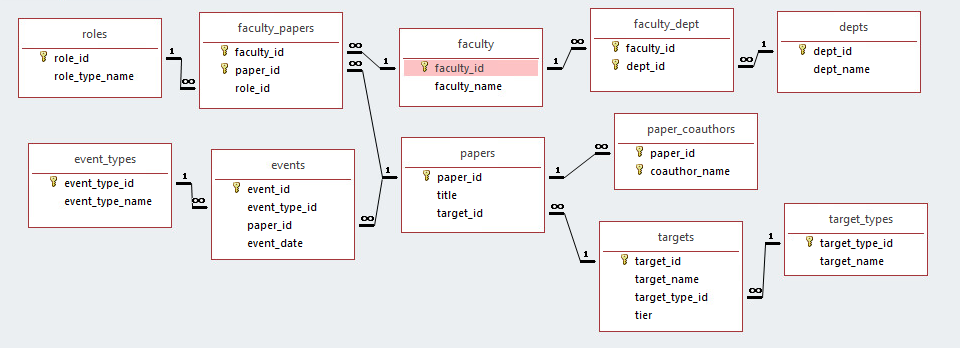 roles
role_id
role_type_name
1
∞
faculty_papers
faculty_id
paper_id
role_id
∞
∞
1
faculty
faculty_id
faculty_name
1
∞
faculty_dept
faculty_id
dept_id
∞
1
depts
dept_id
dept_name
event_types
event_type_id
event_type_name
1
∞
events
event_id
event_type_id
paper_id
event_date
∞
1
papers
paper_id
title
target_id
1
∞
∞
1
paper_coauthors
paper_id
coauthor_name
targets
target_id
target_name
target_type_id
tier
∞
1
target_types
target_type_id
target_name